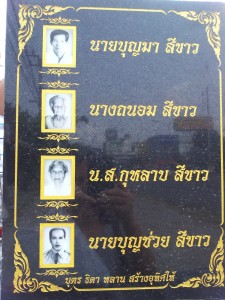 นายบุญมา สีขาว
นางถนอม สีขาว
น.ส.กุหลาบ สีขาว
นายบุญช่วย สีขาว
บุตร ธิดา หลาน สร้างอุทิศให้